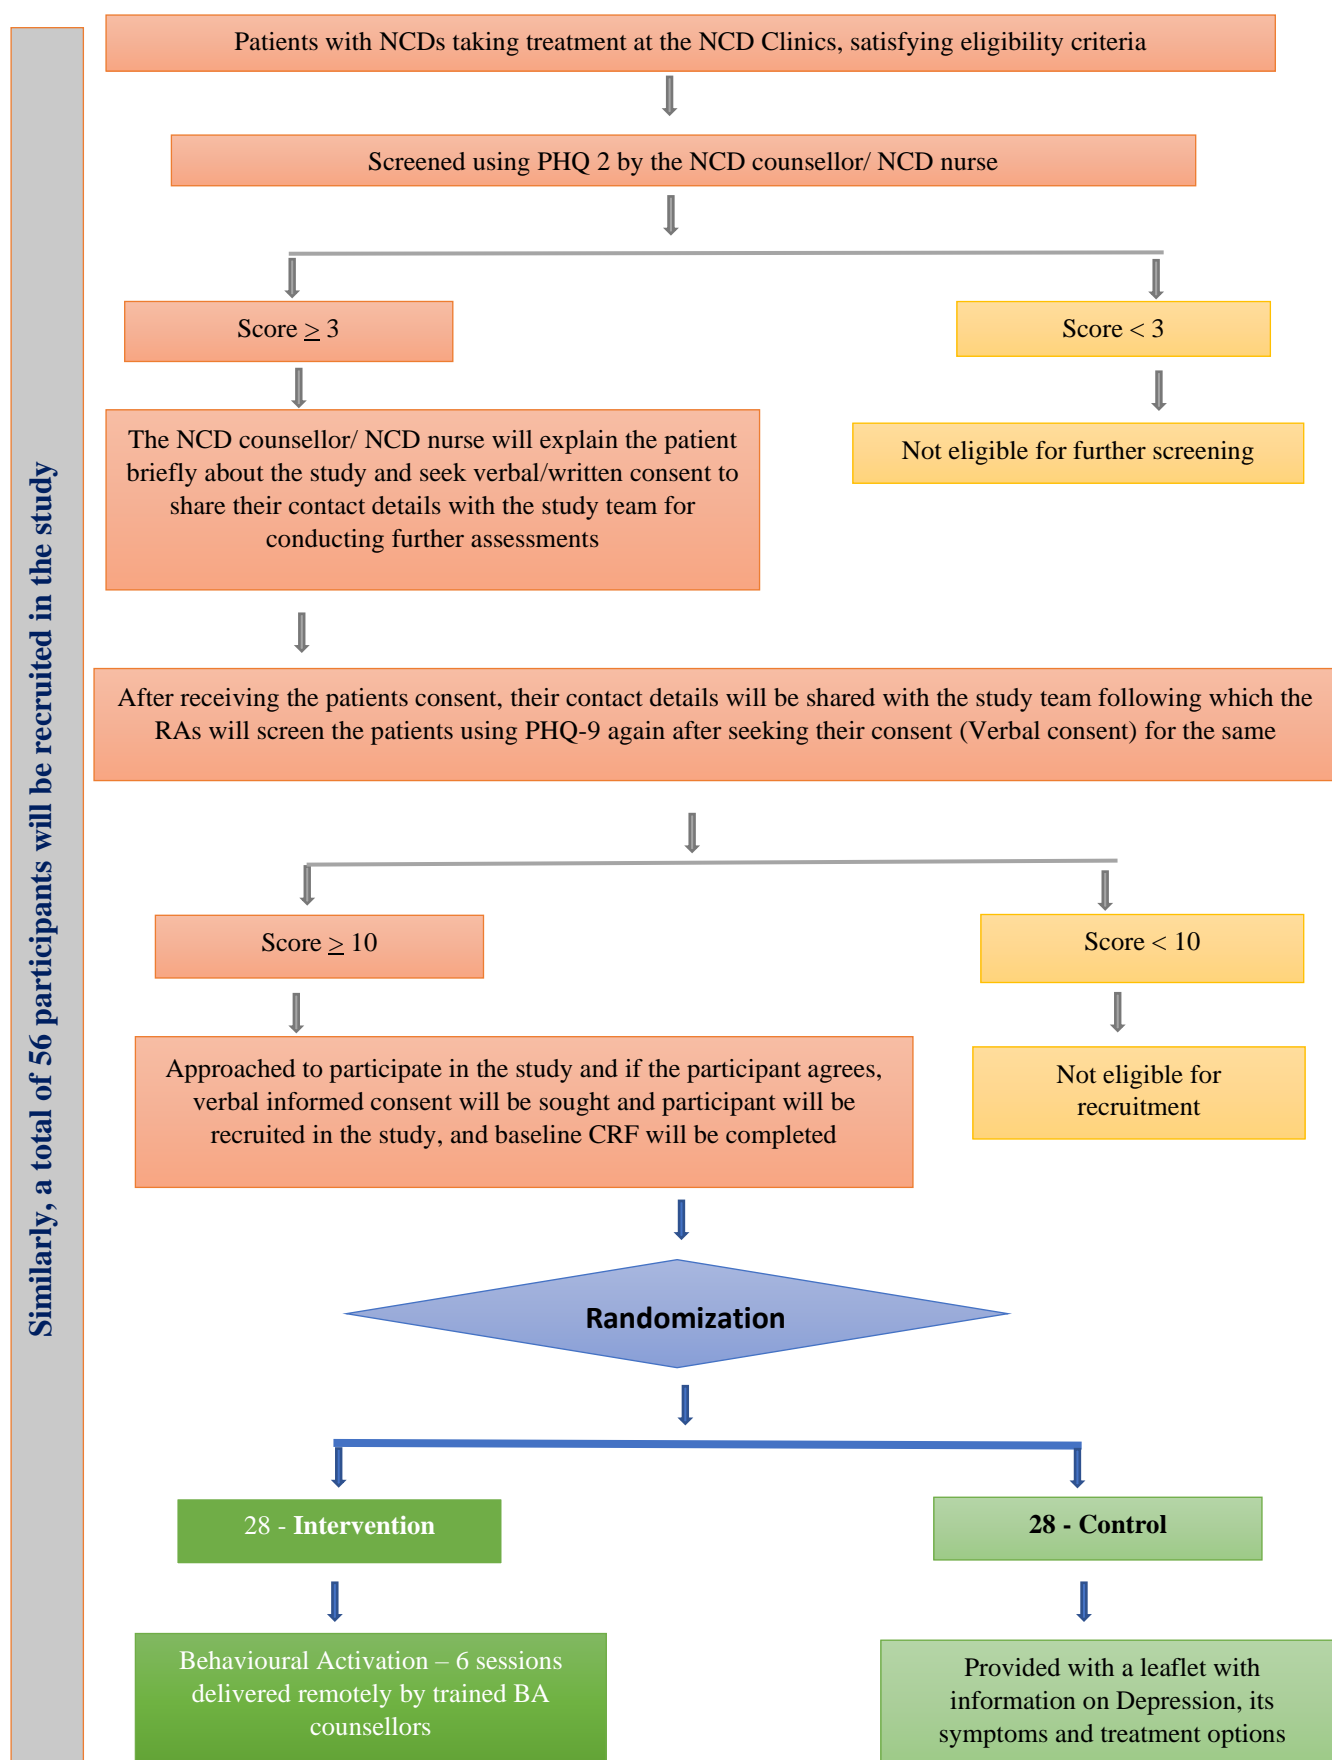 Similarly, a total of 56 participants will be recruited in the study
Patients with NCDs taking treatment at the NCD Clinics, satisfying eligibility criteria
Screened using PHQ 2 by the NCD counsellor/ NCD nurse
Score ≥ 3
Score < 3
The NCD counsellor/ NCD nurse will explain the patient
briefly about the study and seek verbal/written consent to
share their contact details with the study team for
conducting further assessments
Not eligible for further screening
After receiving the patients consent, their contact details will be shared with the study team following which the
RAs will screen the patients using PHQ-9 again after seeking their consent (Verbal consent) for the same
Score ≥ 10
Score < 10
Approached to participate in the study and if the participant agrees,
verbal informed consent will be sought and participant will be
recruited in the study, and baseline CRF will be completed
Not eligible for
recruitment
Randomization
28 - Intervention
28 - Control
Behavioural Activation – 6 sessions
delivered remotely by trained BA
counsellors
Provided with a leaflet with
information on Depression, its
symptoms and treatment options